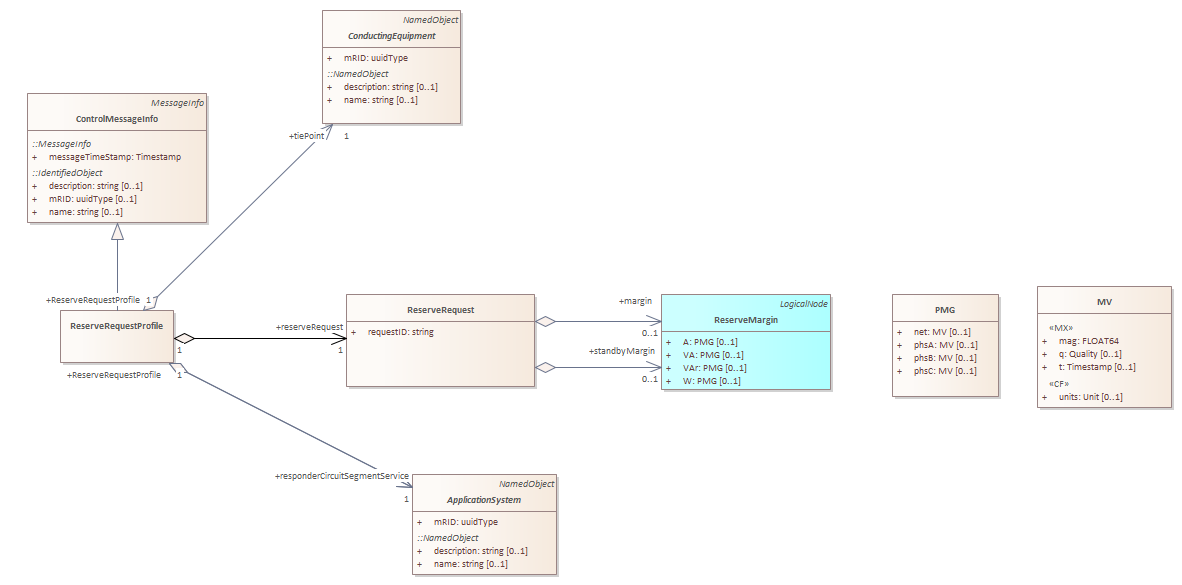 NamedObject
ConductingEquipment
+ mRID: uuidType
::NamedObject
+ description: string [0..1]
+ name: string [0..1]
+tiePoint
1
MessageInfo
ControlMessageInfo
::MessageInfo
+ messageTimeStamp: Timestamp
::IdentifiedObject
+ description: string [0..1]
+ mRID: uuidType [0..1]
+ name: string [0..1]
+ReserveRequestProfile 1
ReserveRequestProfile
1
+reserveRequest
1
+ReserveRequestProfile 1
ReserveRequest
+ requestID: string
+margin
0..1
+standbyMargin
0..1
LogicalNode
ReserveMargin
+ A: PMG [0..1]
+ VA: PMG [0..1]
+ VAr: PMG [0..1]
+ W: PMG [0..1]
PMG
+ net: MV [0..1]
+ phsA: MV [0..1]
+ phsB: MV [0..1]
+ phsC: MV [0..1]
MV
«MX»
+ mag: FLOAT64
+ q: Quality [0..1]
+ t: Timestamp [0..1]
«CF»
+ units: Unit [0..1]
+responderCircuitSegmentService
1
NamedObject
ApplicationSystem
+ mRID: uuidType
::NamedObject
+ description: string [0..1]
+ name: string [0..1]